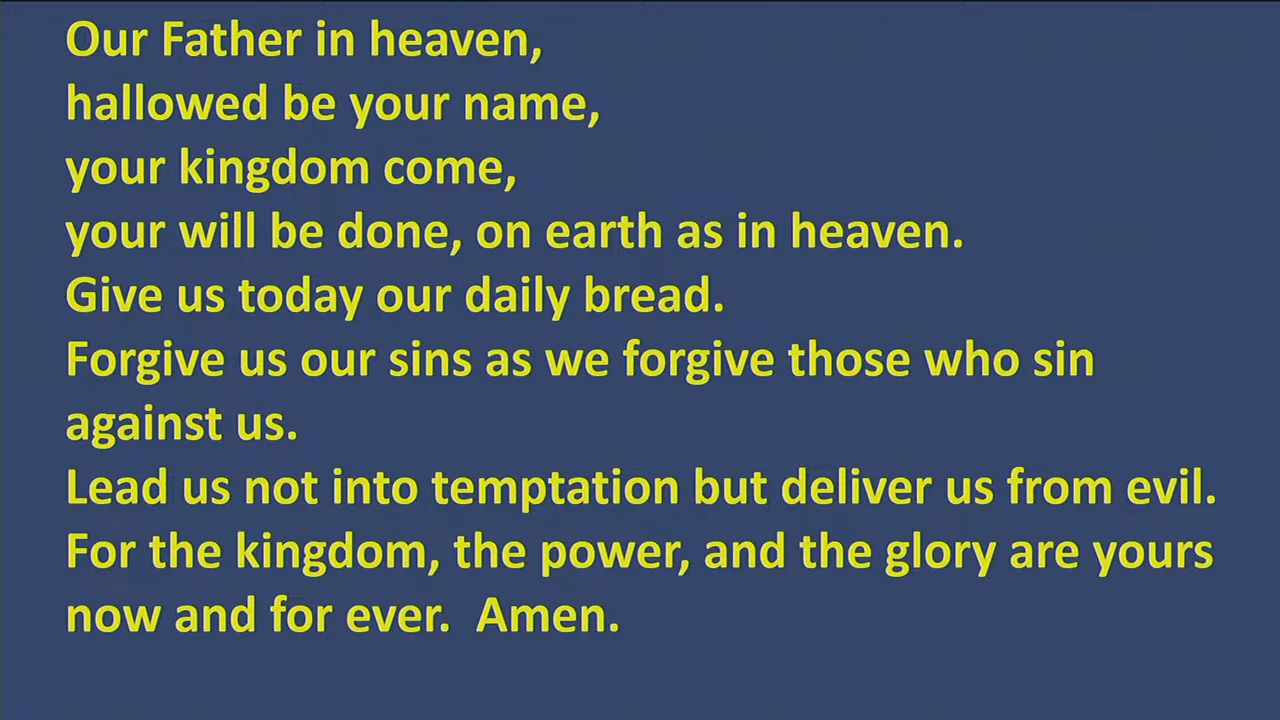 Our Father in heaven,
hallowed be your name,
your kingdom come,
your will be done, on earth as in heaven.
Give us today our daily bread.
Forgive us our sins as we forgive those who sin
against us.
Lead us not into temptation but deliver us from evil.
For the kingdom, the power, and the glory are yours
now and for ever.  Amen.